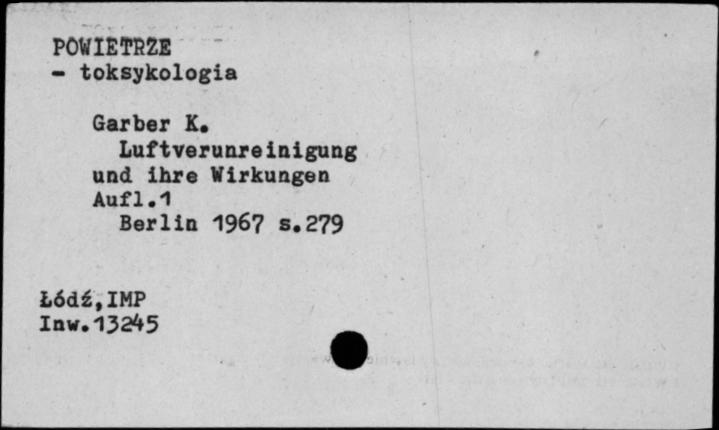 POWIETRZE
- toksykologia
Garber K.
Luftverunreinigung
und ihre Wirkungen
Aufl.1
Berlin 1967 s.279
Łódź,IMP
Inw.13245